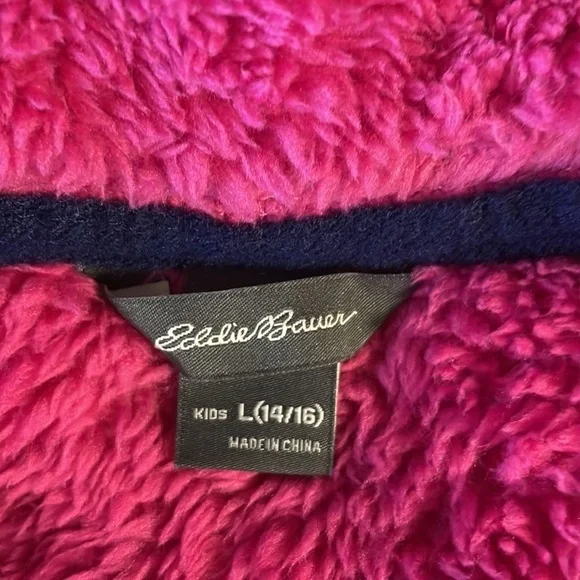 Eddie Bauer
KIDS L(14/16)
MADE IN CHINA